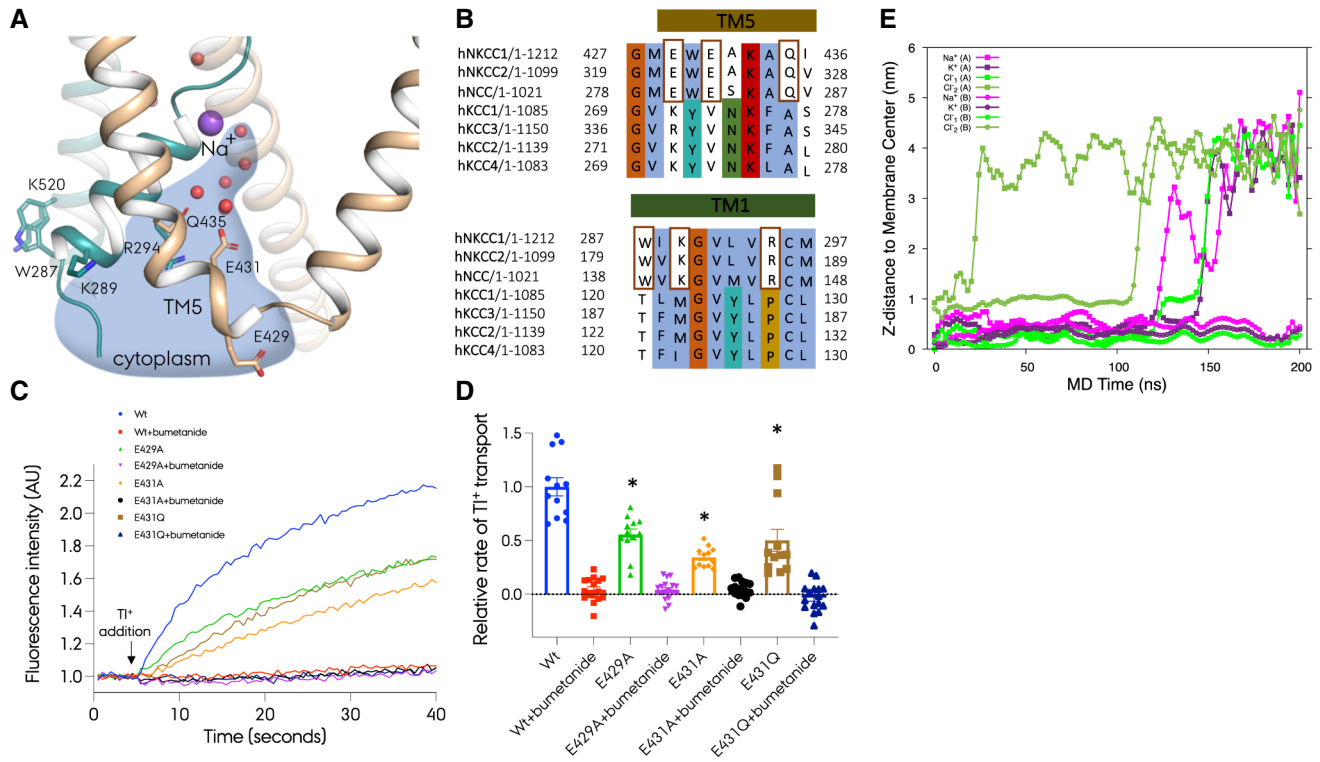 A
Na+
K520
Q435
R294
E431
W287
K289
TM5
E429
cytoplasm
B
TM5
hNKCC1/1-1212 427 G M E W E A K A Q I 436
hNKCC2/1-1099 319 G M E W E A K A Q V 328
hNCC/1-1021 278 G M E W E S K A Q V 287
hKCC1/1-1085 269 G V K Y V N K F A S 278
hKCC3/1-1150 336 G V R Y V N K F A S 345
hKCC2/1-1139 271 G V K Y V N K F A L 280
hKCC4/1-1083 269 G V K Y V N K L A L 278
TM1
hNKCC1/1-1212 287 W I K G V L V R C M 297
hNKCC2/1-1099 179 W V K G V L V R C M 189
hNCC/1-1021 138 W V K G V M V R C M 148
hKCC1/1-1085 120 T L M G V Y L P C L 130
hKCC3/1-1150 187 T F M G V Y L P C L 187
hKCC2/1-1139 122 T F M G V Y L P C L 132
hKCC4/1-1083 120 T F I G V Y L P C L 130
C
Wt
Wt+bumetanide
E429A
E429A+bumetanide
E431A
E431A+bumetanide
E431Q
E431Q+bumetanide
Fluorescence intensity (AU)
2.2
2.0
1.8
1.6
1.4
1.2
1.0
Tl+
addition
0 10 20 30 40
Time (seconds)
D
Relative rate of Tl+ transport
1.5
1.0
0.5
0.0
* * *
Wt
Wt+bumetanide
E429A
E429A+bumetanide
E431A
E431A+bumetanide
E431Q
E431Q+bumetanide
E
Z-distance to Membrane Center (nm)
6
5
4
3
2
1
0
Na+ (A)
K+ (A)
Cl-1 (A)
Cl-2 (A)
Na+ (B)
K+ (B)
Cl-1 (B)
Cl-2 (B)
0 50 100 150 200
MD Time (ns)